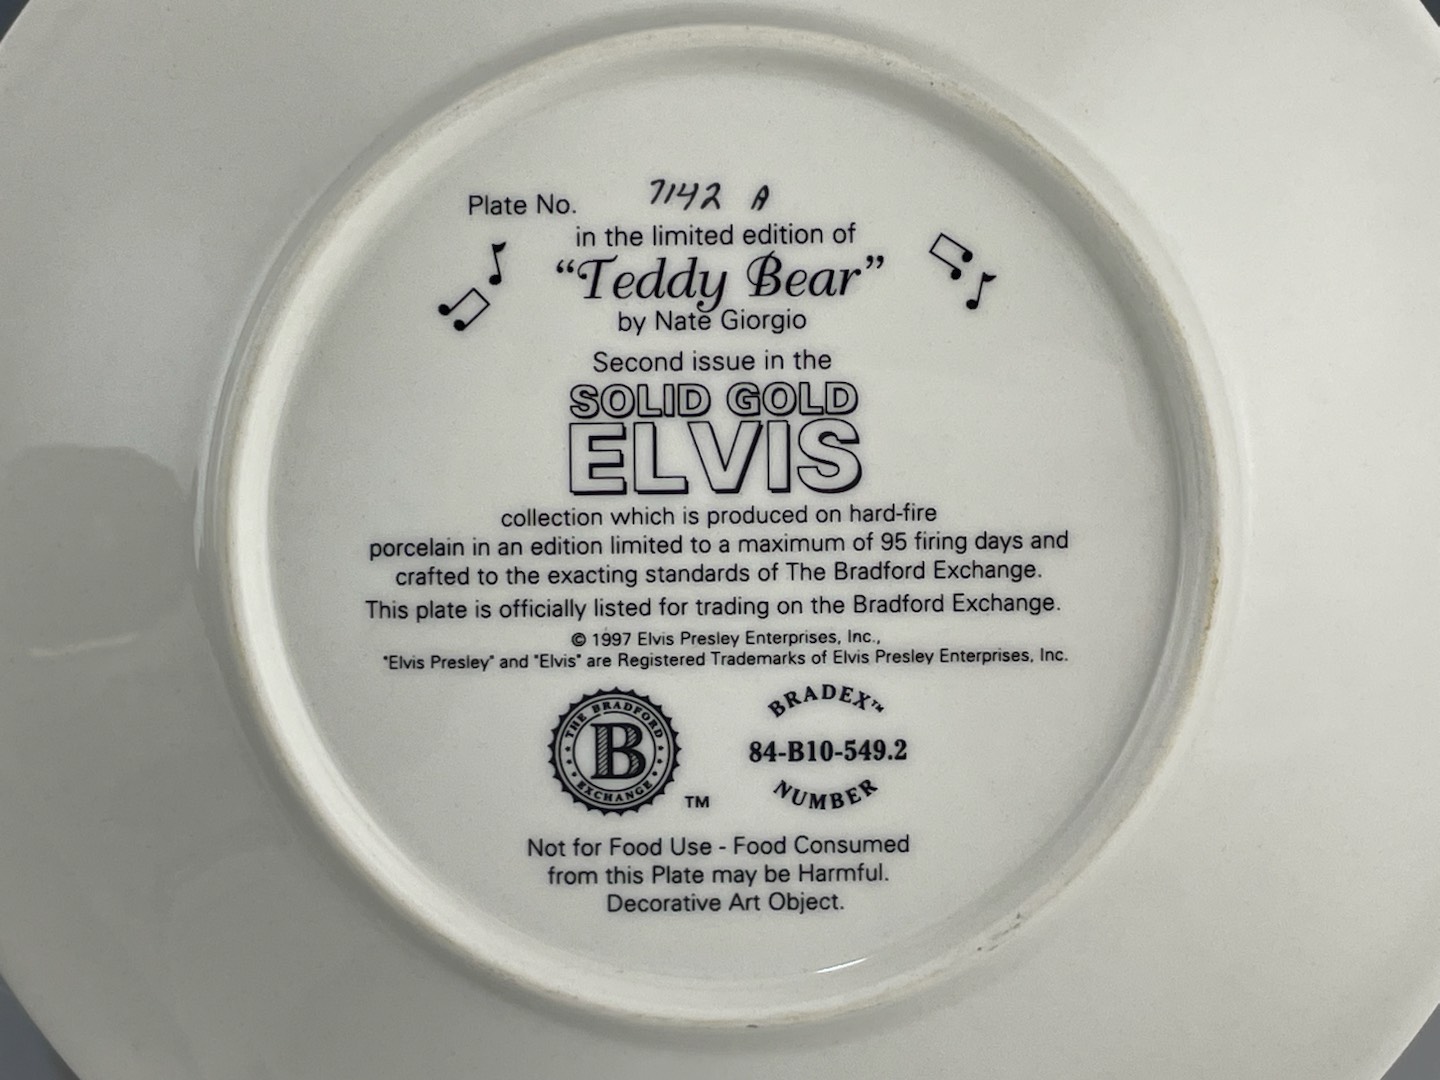 Plate No. 7142 A
in the limited edition of
“Teddy Bear”
by Nate Giorgio
Second issue in the
SOLID GOLD
ELVIS
collection which is produced on hard-fire
porcelain in an edition limited to a maximum of 95 firing days and
crafted to the exacting standards of The Bradford Exchange.
This plate is officially listed for trading on the Bradford Exchange.
© 1997 Elvis Presley Enterprises, Inc.,
"Elvis Presley" and "Elvis" are Registered Trademarks of Elvis Presley Enterprises, Inc.
THE BRADFORD
B
EXCHANGE
TM
BRADEX™
84-B10-549.2
NUMBER
Not for Food Use - Food Consumed
from this Plate may be Harmful.
Decorative Art Object.